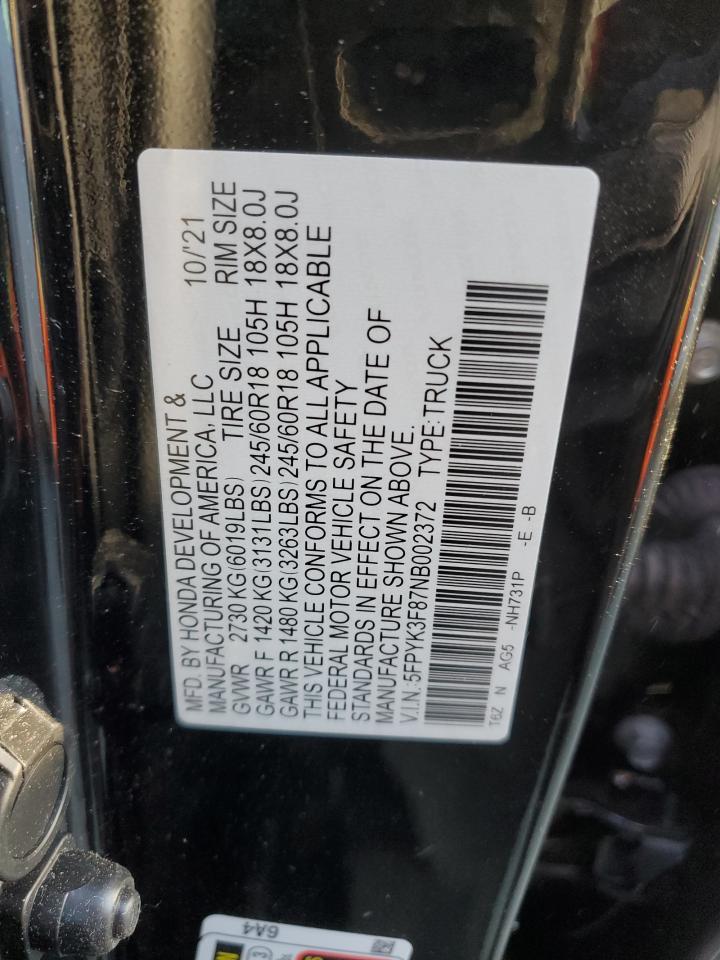 MFD. BY HONDA DEVELOPMENT & 10/'21
MANUFACTURING OF AMERICA, LLC
GVWR 2730 KG(6019LBS) TIRE SIZE RIM SIZE
GAWR F 1420 KG(3131LBS)245/60R18 105H 18X8.0J
GAWR R 1480 KG(3263LBS)245/60R18 105H 18X8.0J
THIS VEHICLE CONFORMS TO ALL APPLICABLE
FEDERAL MOTOR VEHICLE SAFETY
STANDARDS IN EFFECT ON THE DATE OF
MANUFACTURE SHOWN ABOVE.
V.I.N.:5FPYK3F87NB002372 TYPE:TRUCK
T6Z N AG5 -NH731P -E -B
6A4
3